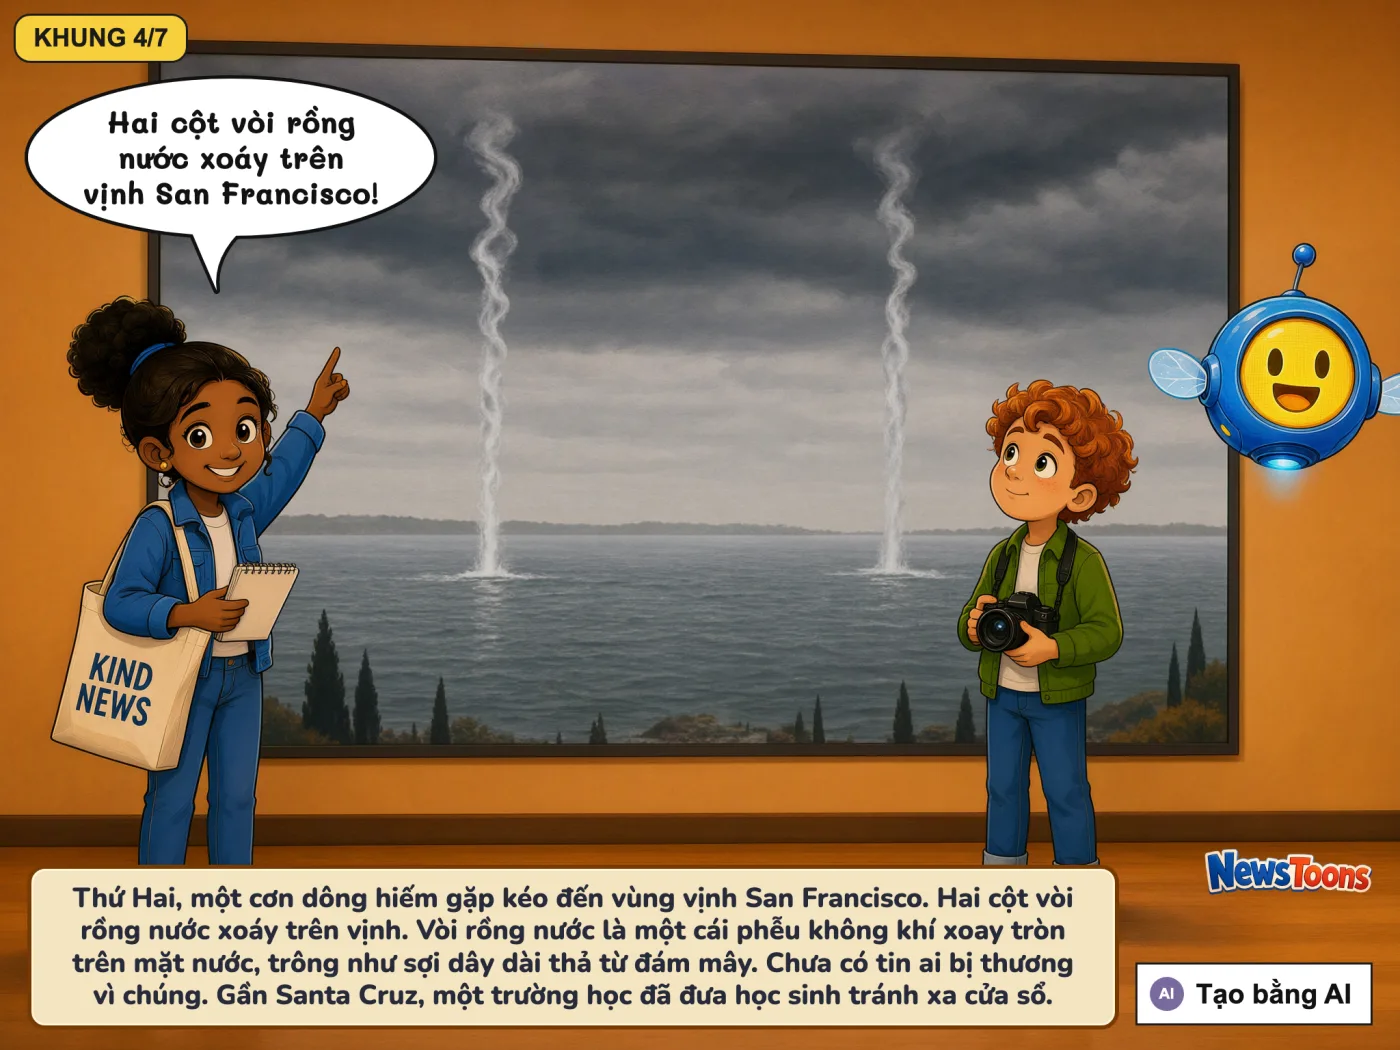 KHUNG 4/7
Hai cột vòi rồng
nước xoáy trên
vịnh San Francisco!
KIND
NEWS
NEWSTOONS
Thứ Hai, một cơn dông hiếm gặp kéo đến vùng vịnh San Francisco. Hai cột vòi
rồng nước xoáy trên vịnh. Vòi rồng nước là một cái phễu không khí xoay tròn
trên mặt nước, trông như sợi dây dài thả từ đám mây. Chưa có tin ai bị thương
vì chúng. Gần Santa Cruz, một trường học đã đưa học sinh tránh xa cửa sổ.
AI Tạo bằng AI